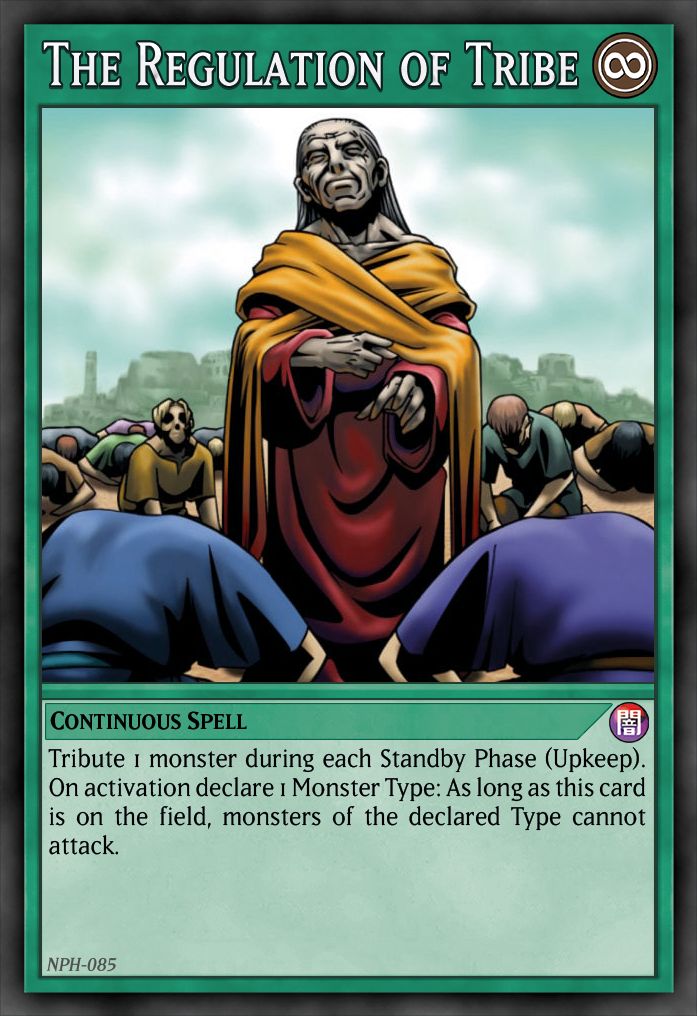 The Regulation of Tribe
Continuous Spell
闇
Tribute 1 monster during each Standby Phase (Upkeep).
On activation declare 1 Monster Type: As long as this card
is on the field, monsters of the declared Type cannot
attack.
NPH-085